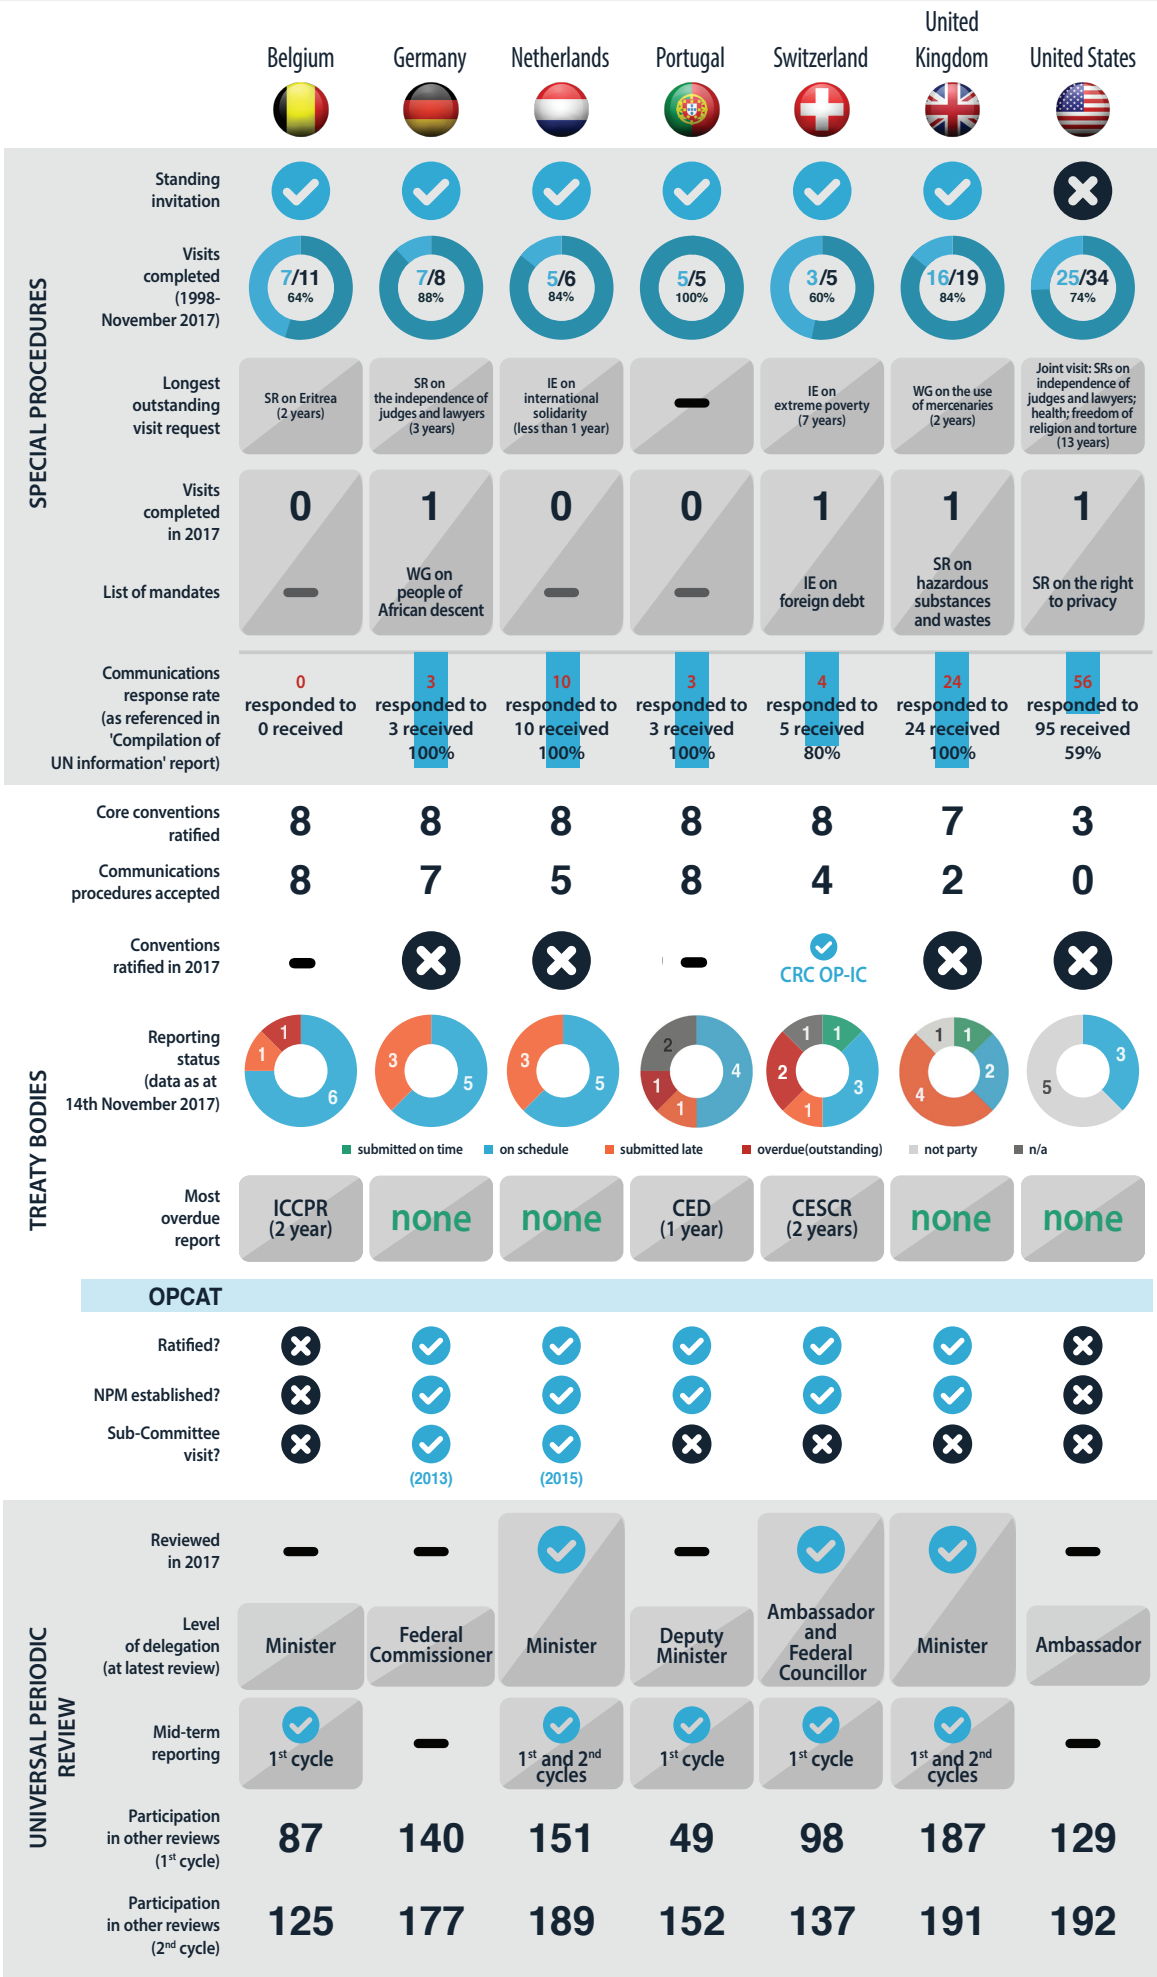 Belgium
Germany
Netherlands
Portugal
Switzerland
United
Kingdom
United States
SPECIAL PROCEDURES
Standing
invitation
Visits
completed
(1998-
November 2017)
7/11
64%
7/8
88%
5/6
84%
5/5
100%
3/5
60%
16/19
84%
25/34
74%
Longest
outstanding
visit request
SR on Eritrea
(2 years)
SR on
the independence of
judges and lawyers
(3 years)
IE on
international
solidarity
(less than 1 year)
IE on
extreme poverty
(7 years)
WG on the use
of mercenaries
(2 years)
Joint visit: SRs on
independence of
judges and lawyers;
health; freedom of
religion and torture
(13 years)
Visits
completed
in 2017
0
1
0
0
1
1
1
List of mandates
WG on
people of
African descent
IE on
foreign debt
SR on
hazardous
substances
and wastes
SR on the right
to privacy
Communications
response rate
(as referenced in
'Compilation of
UN information' report)
0
responded to
0 received
3
responded to
3 received
100%
10
responded to
10 received
100%
3
responded to
3 received
100%
4
responded to
5 received
80%
24
responded to
24 received
100%
56
responded to
95 received
59%
TREATY BODIES
Core conventions
ratified
8
8
8
8
8
7
3
Communications
procedures accepted
8
7
5
8
4
2
0
Conventions
ratified in 2017
CRC OP-IC
Reporting
status
(data as at
14th November 2017)
1
1
6
3
5
3
5
2
4
1
1
1
1
2
3
1
1
1
2
4
3
5
submitted on time
on schedule
submitted late
overdue(outstanding)
not party
n/a
Most
overdue
report
ICCPR
(2 year)
none
none
CED
(1 year)
CESCR
(2 years)
none
none
OPCAT
Ratified?
NPM established?
Sub-Committee
visit?
(2013)
(2015)
UNIVERSAL PERIODIC
REVIEW
Reviewed
in 2017
Level
of delegation
(at latest review)
Minister
Federal
Commissioner
Minister
Deputy
Minister
Ambassador
and
Federal
Councillor
Minister
Ambassador
Mid-term
reporting
1st cycle
1st and 2nd
cycles
1st cycle
1st cycle
1st and 2nd
cycles
Participation
in other reviews
(1st cycle)
87
140
151
49
98
187
129
Participation
in other reviews
(2nd cycle)
125
177
189
152
137
191
192